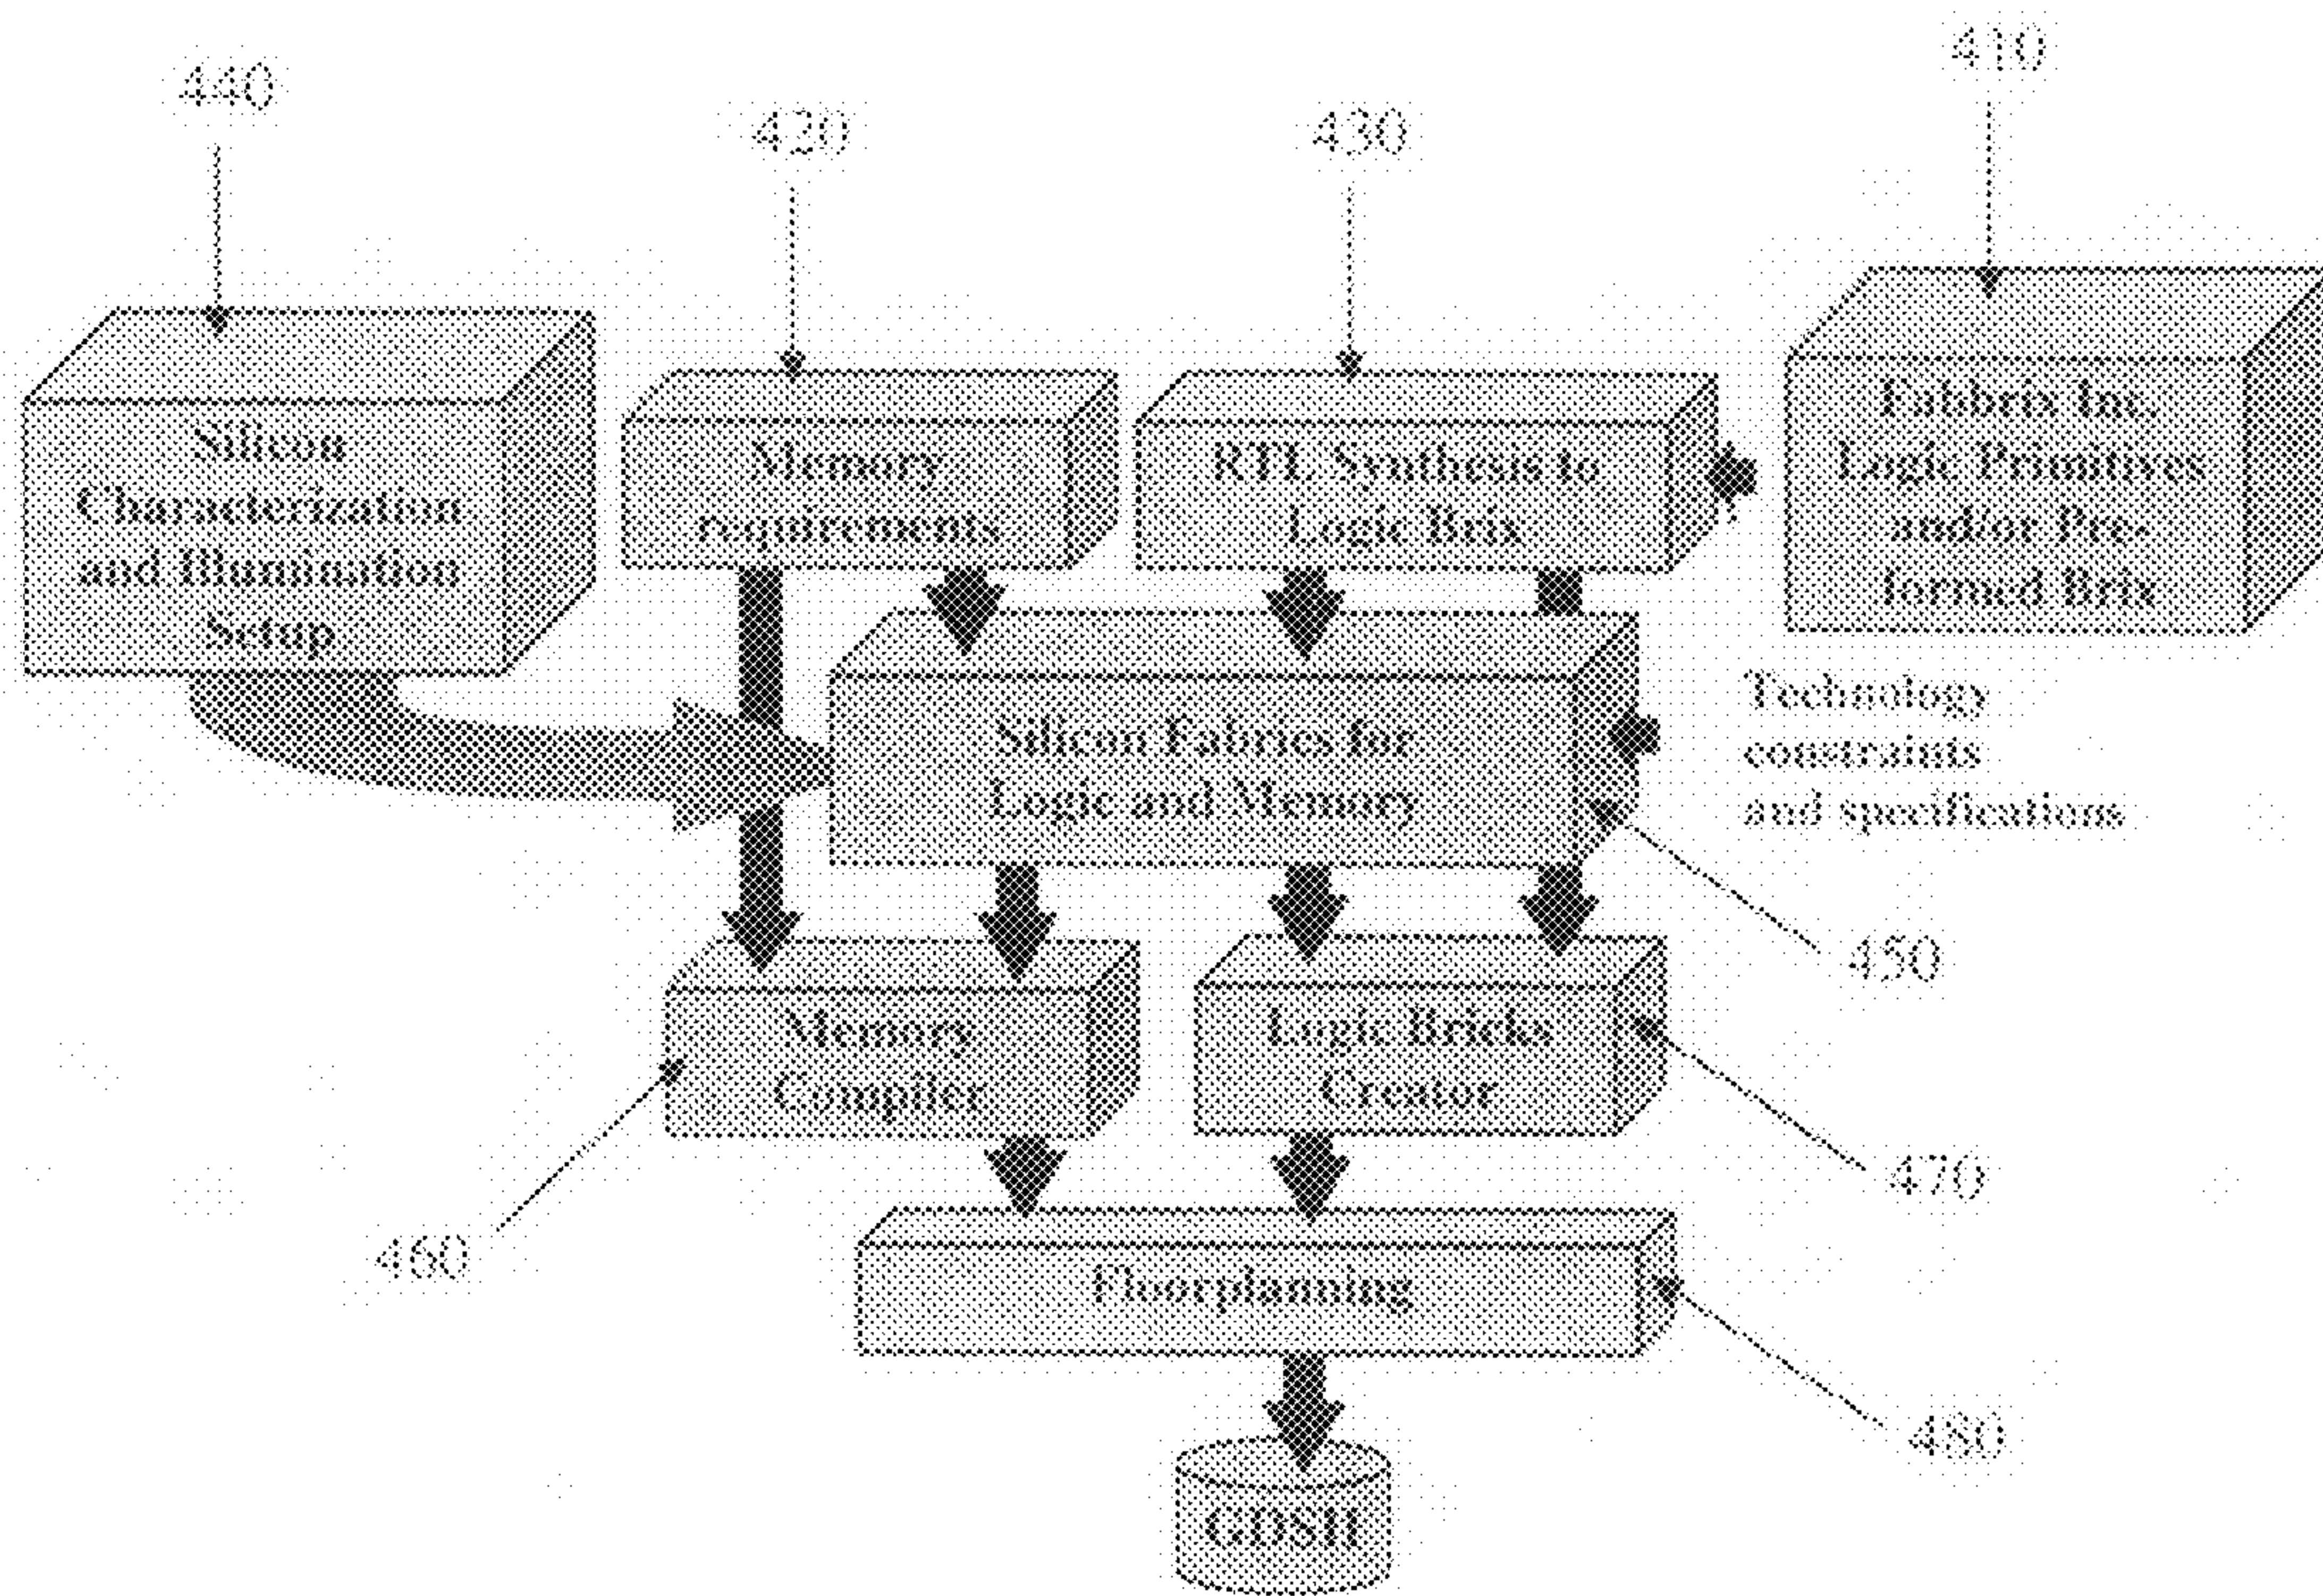 410
440
420
430
Silicon
Characterization
and Illumination
Setup
Memory
requirements
RTL Synthesis to
Logic Brix
Fabbrix Inc.
Logic Primitives
and/or Pre-
formed Brix
Silicon Fabrics for
Logic and Memory
Technology
constraints
and specifications
450
Memory
Compiler
Logic Bricks
Creator
470
460
Floorplanning
480
GDSII